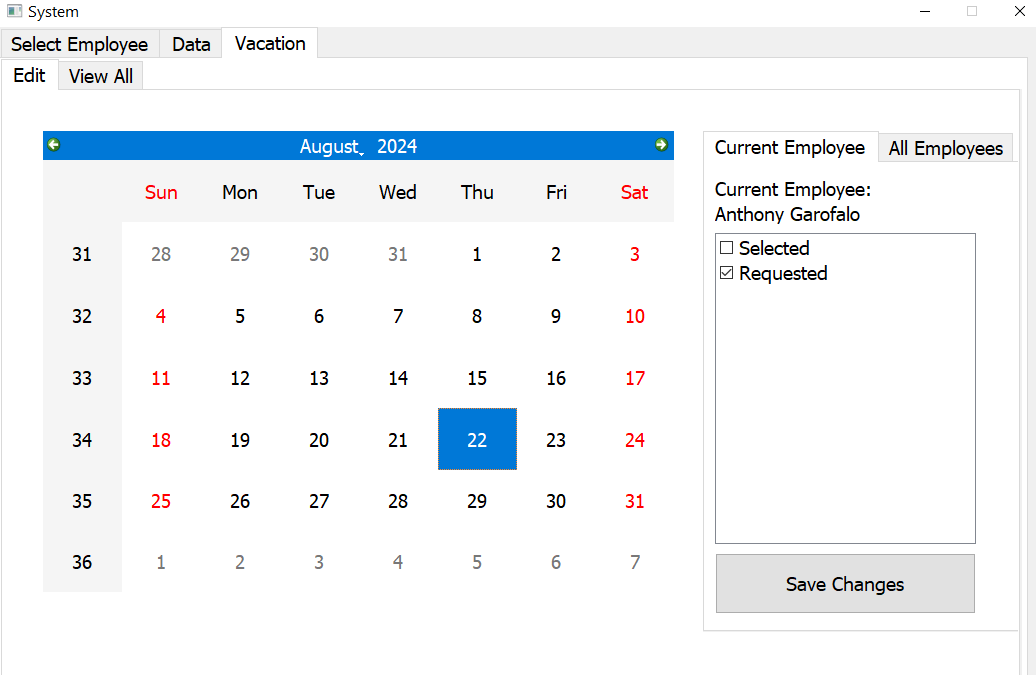 System
Select Employee Data Vacation
Edit View All
August, 2024
Sun Mon Tue Wed Thu Fri Sat
31 28 29 30 31 1 2 3
32 4 5 6 7 8 9 10
33 11 12 13 14 15 16 17
34 18 19 20 21 22 23 24
35 25 26 27 28 29 30 31
36 1 2 3 4 5 6 7
Current Employee All Employees
Current Employee:
Anthony Garofalo
Selected
Requested
Save Changes